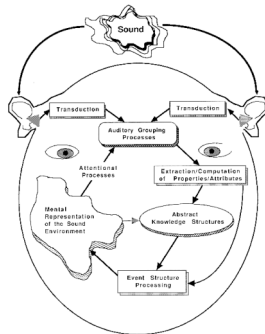 Sound
Transduction
Transduction
Auditory Grouping
Processes
Attentional
Processes
Extraction/Computation
of Properties/Attributes
Mental
Representation
of the Sound
Environment
Abstract
Knowledge Structures
Event Structure
Processing